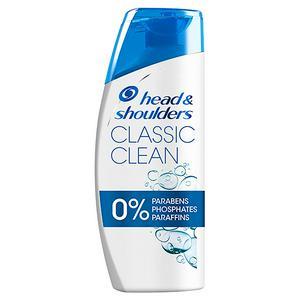 head &
shoulders
CLASSIC
CLEAN
0% PARABENS
PHOSPHATES
PARAFFINS